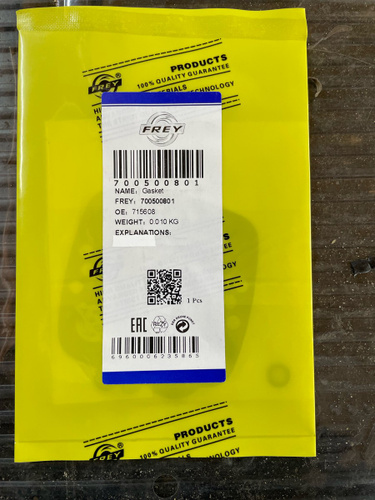 PRODUCTS
100% QUALITY GUARANTEE
FREY
FREY
700500801
NAME: Gasket
FREY: 700500801
OE: 715608
WEIGHT: 0.010 KG
EXPLANATIONS:
1 Pcs
EAC
6960006235865
PRODUCTS
100% QUALITY GUARANTEE
FREY
TECHNOLOGY